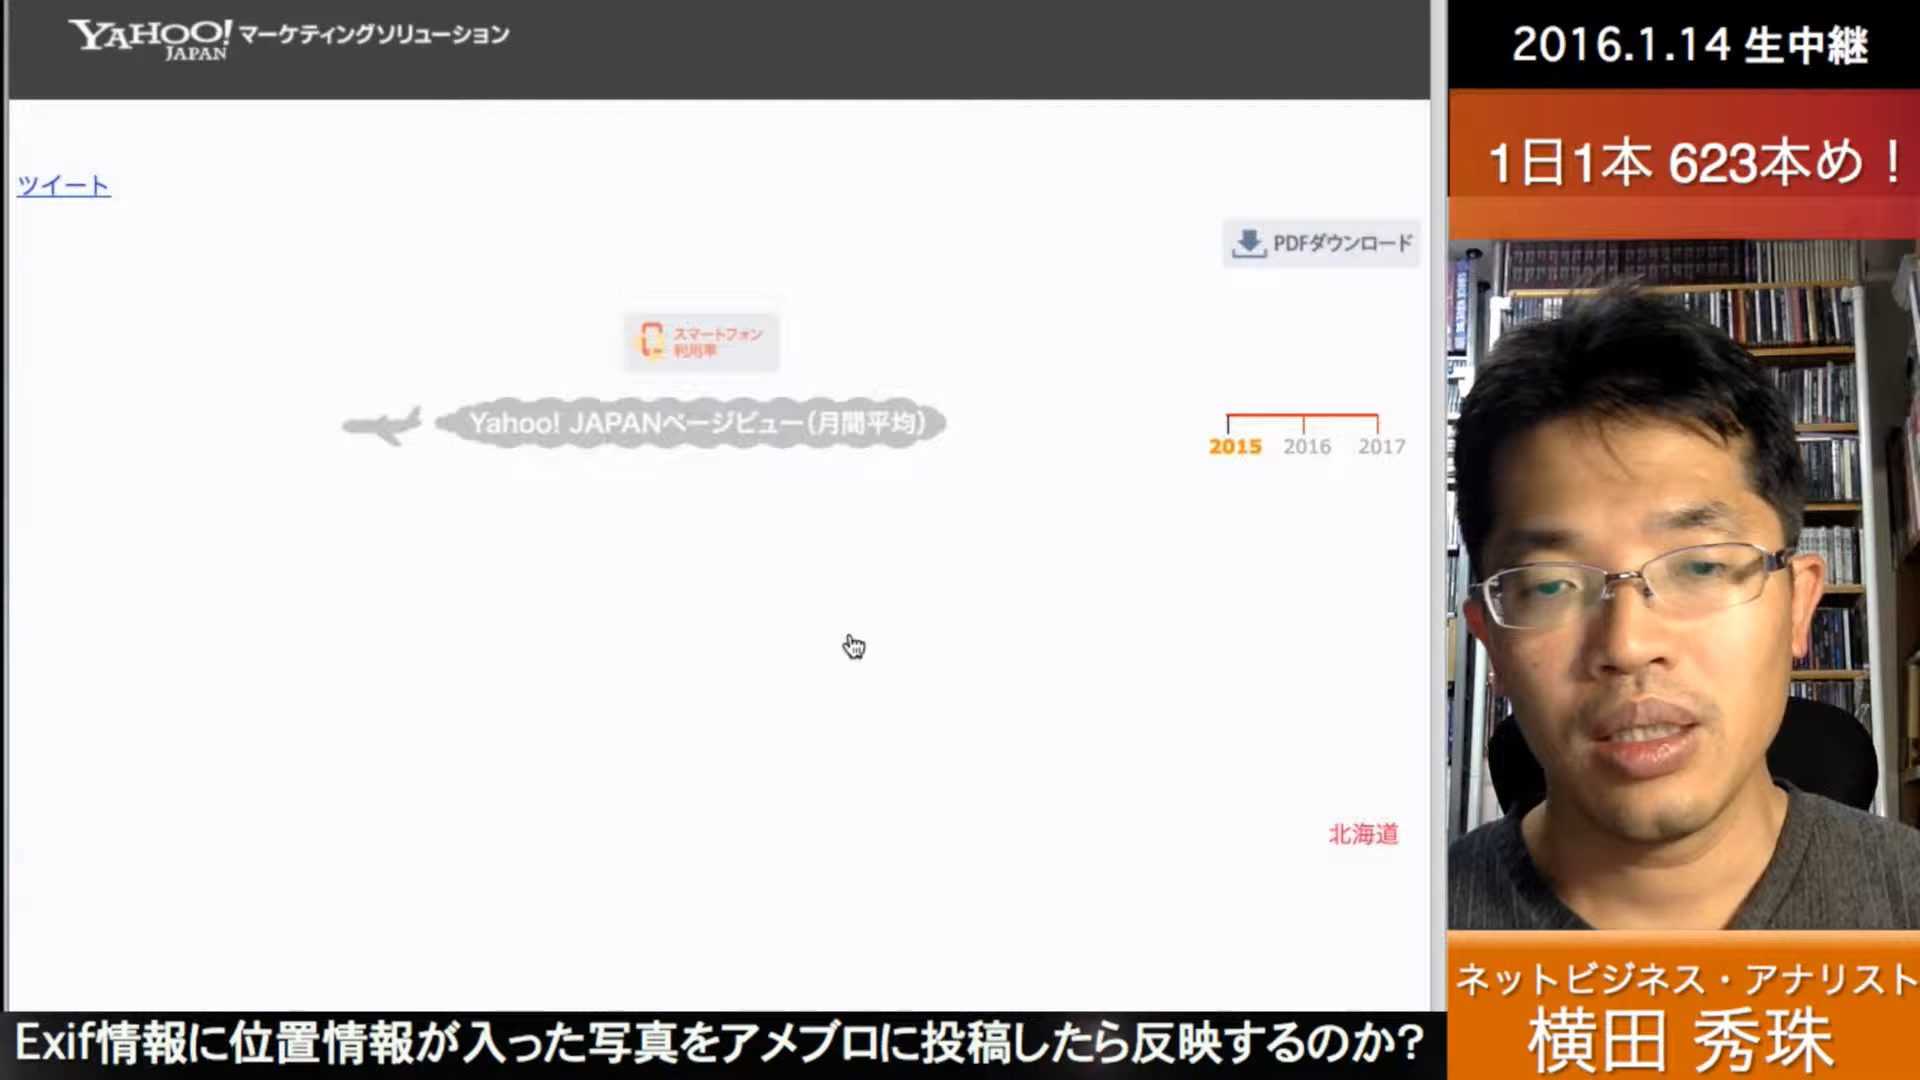 YAHOO! JAPAN マーケティングソリューション
ツイート
PDFダウンロード
スマートフォン
利用率
Yahoo! JAPANページビュー(月間平均)
2015 2016 2017
北海道
2016.1.14 生中継
1日1本 623本め!
ネットビジネス・アナリスト
横田 秀珠
Exif情報に位置情報が入った写真をアメブロに投稿したら反映するのか?